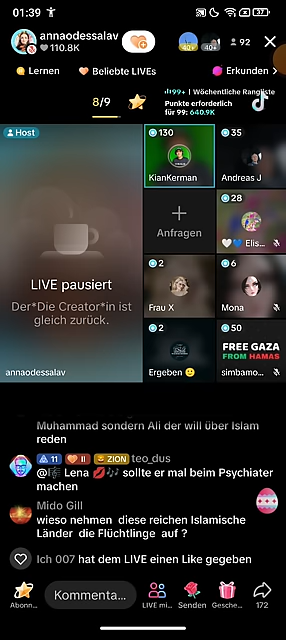 01:39
37
annaodessalav
110.8K
40+
40+
92
Lernen
Beliebte LIVEs
Erkunden
8/9
99+ | Wöchentliche Rangliste
Punkte erforderlich
für 99: 640.9K
Host
LIVE pausiert
Der*Die Creator*in ist
gleich zurück.
annaodessalav
130
KianKerman
35
Andreas J
+
Anfragen
28
Elis...
2
Frau X
6
Mona
2
Ergeben
50
FREE GAZA
FROM HAMAS
simbamo...
Muhammad sondern Ali der will über Islam
reden
11 II ZION teo_dus
@ Lena sollte er mal beim Psychiater
machen
Mido Gill
wieso nehmen diese reichen Islamische
Länder die Flüchtlinge auf ?
Ich 007 hat dem LIVE einen Like gegeben
Abonn...
Kommenta...
LIVE mi...
Senden
Gesche...
172